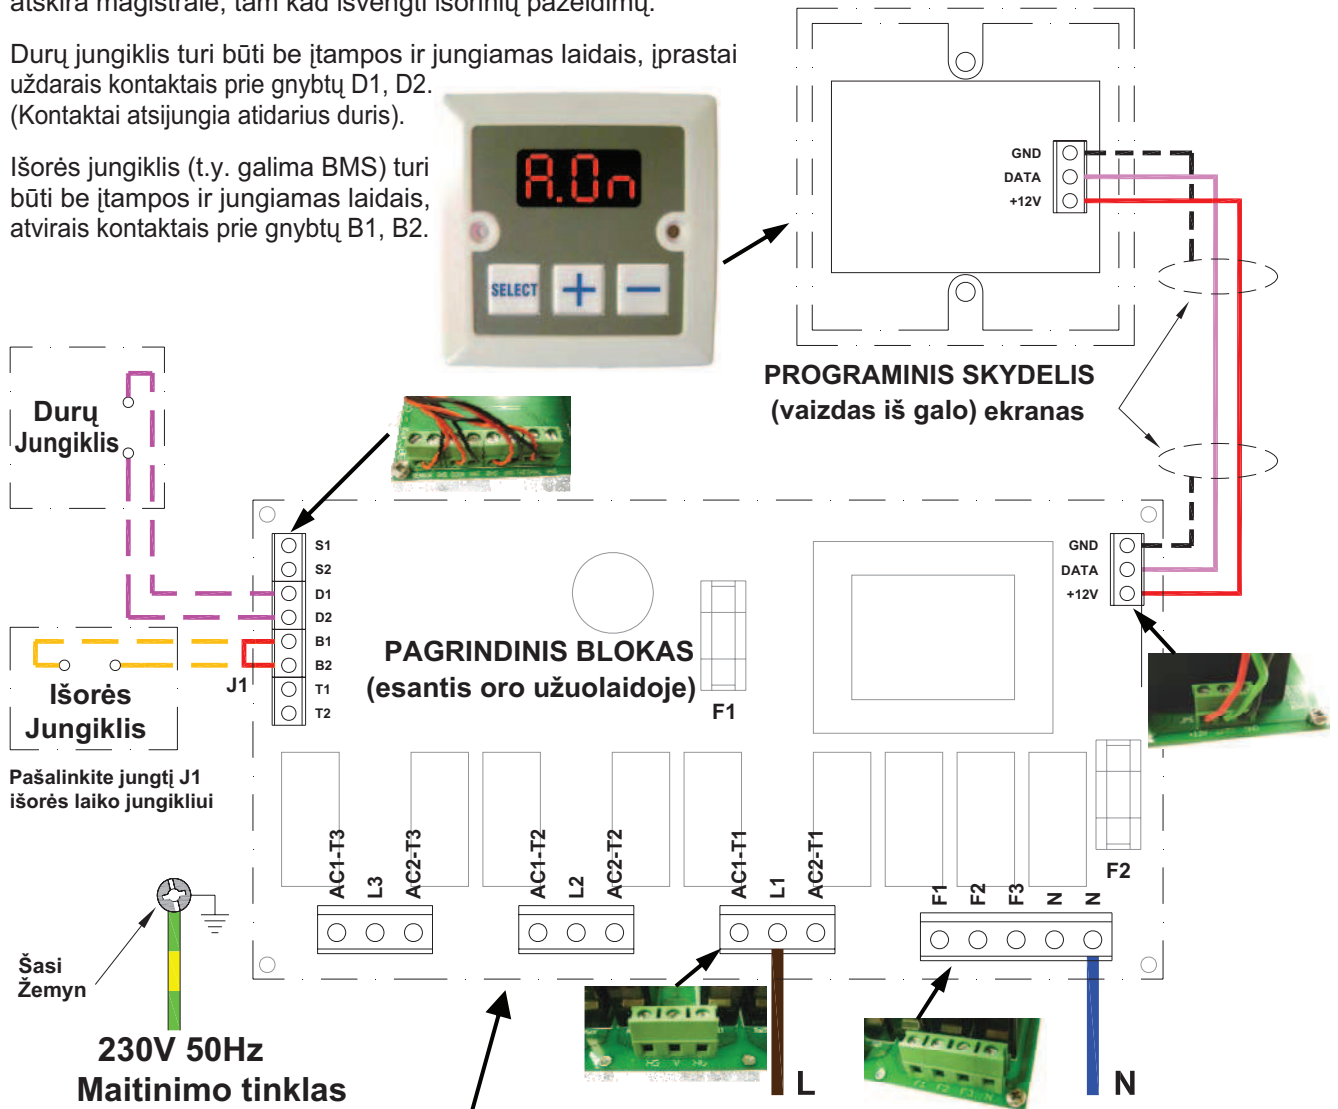 atskira magistrale, tam kad išvengti išorinių pažeidimų.
Durų jungiklis turi būti be įtampos ir jungiamas laidais, įprastai
uždarais kontaktais prie gnybtų D1, D2.
(Kontaktai atsijungia atidarius duris).
Išorės jungiklis (t.y. galima BMS) turi
būti be įtampos ir jungiamas laidais,
atvirais kontaktais prie gnybtų B1, B2.
A.On
SELECT
+
−
GND
DATA
+12V
PROGRAMINIS SKYDELIS
(vaizdas iš galo) ekranas
Durų
Jungiklis
S1
S2
D1
D2
B1
B2
T1
T2
J1
Išorės
Jungiklis
Pašalinkite jungtį J1
išorės laiko jungikliui
PAGRINDINIS BLOKAS
(esantis oro užuolaidoje)
F1
GND
DATA
+12V
F2
AC1-T3
L3
AC2-T3
AC1-T2
L2
AC2-T2
AC1-T1
L1
AC2-T1
F1
F2
F3
N
N
Šasi
Žemyn
230V 50Hz
Maitinimo tinklas
L
N
F1 F2 F3 N